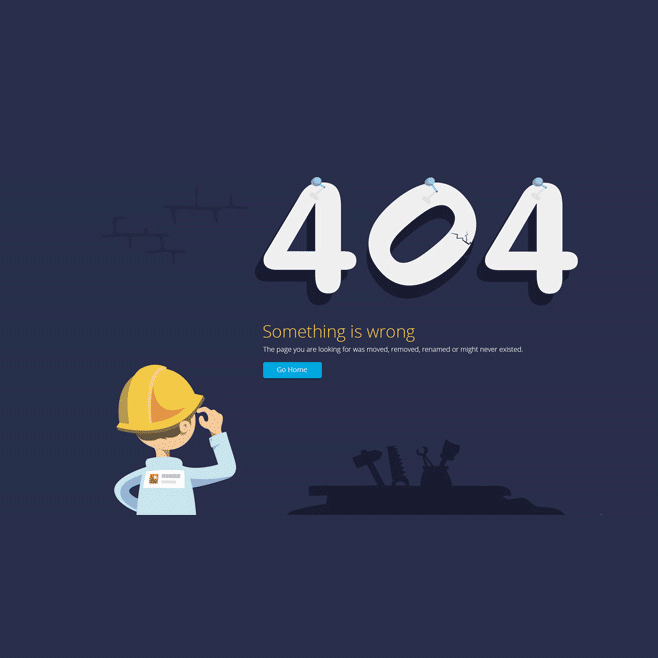 404
Something is wrong
The page you are looking for was moved, removed, renamed or might never existed.
Go Home